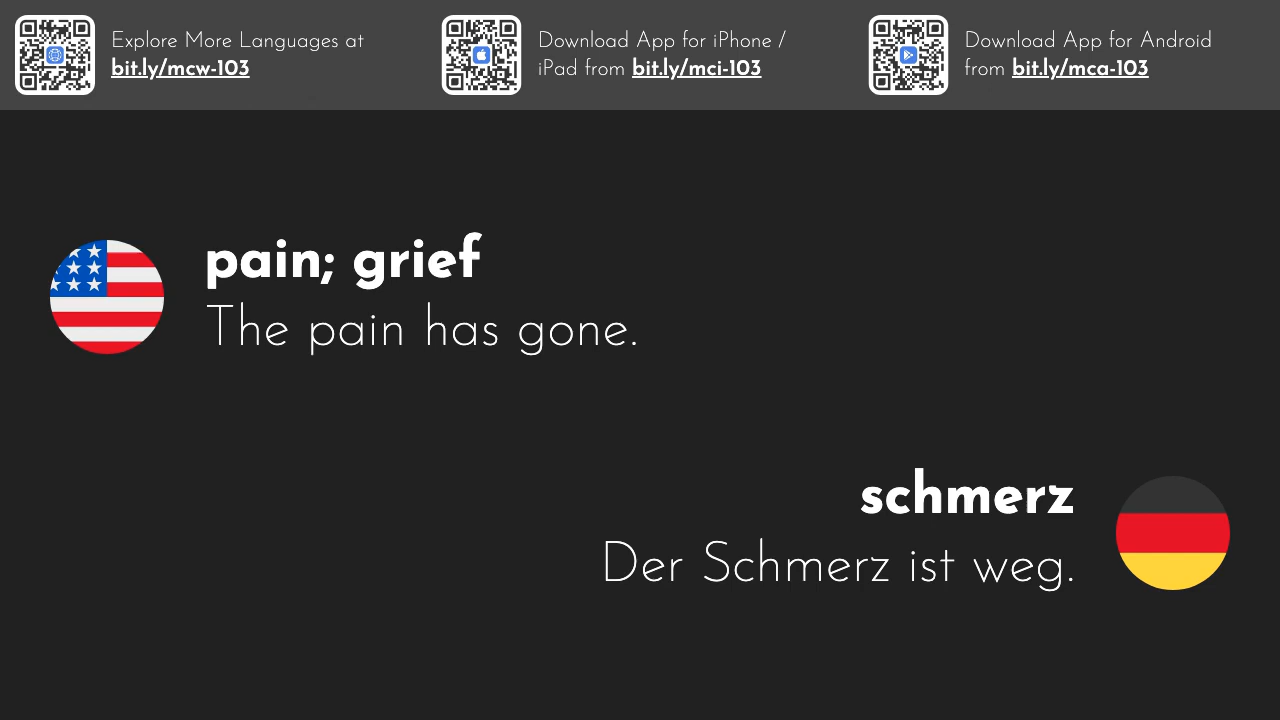 Explore More Languages at
bit.ly/mcw-103
Download App for iPhone /
iPad from bit.ly/mci-103
Download App for Android
from bit.ly/mca-103
pain; grief
The pain has gone.
schmerz
Der Schmerz ist weg.